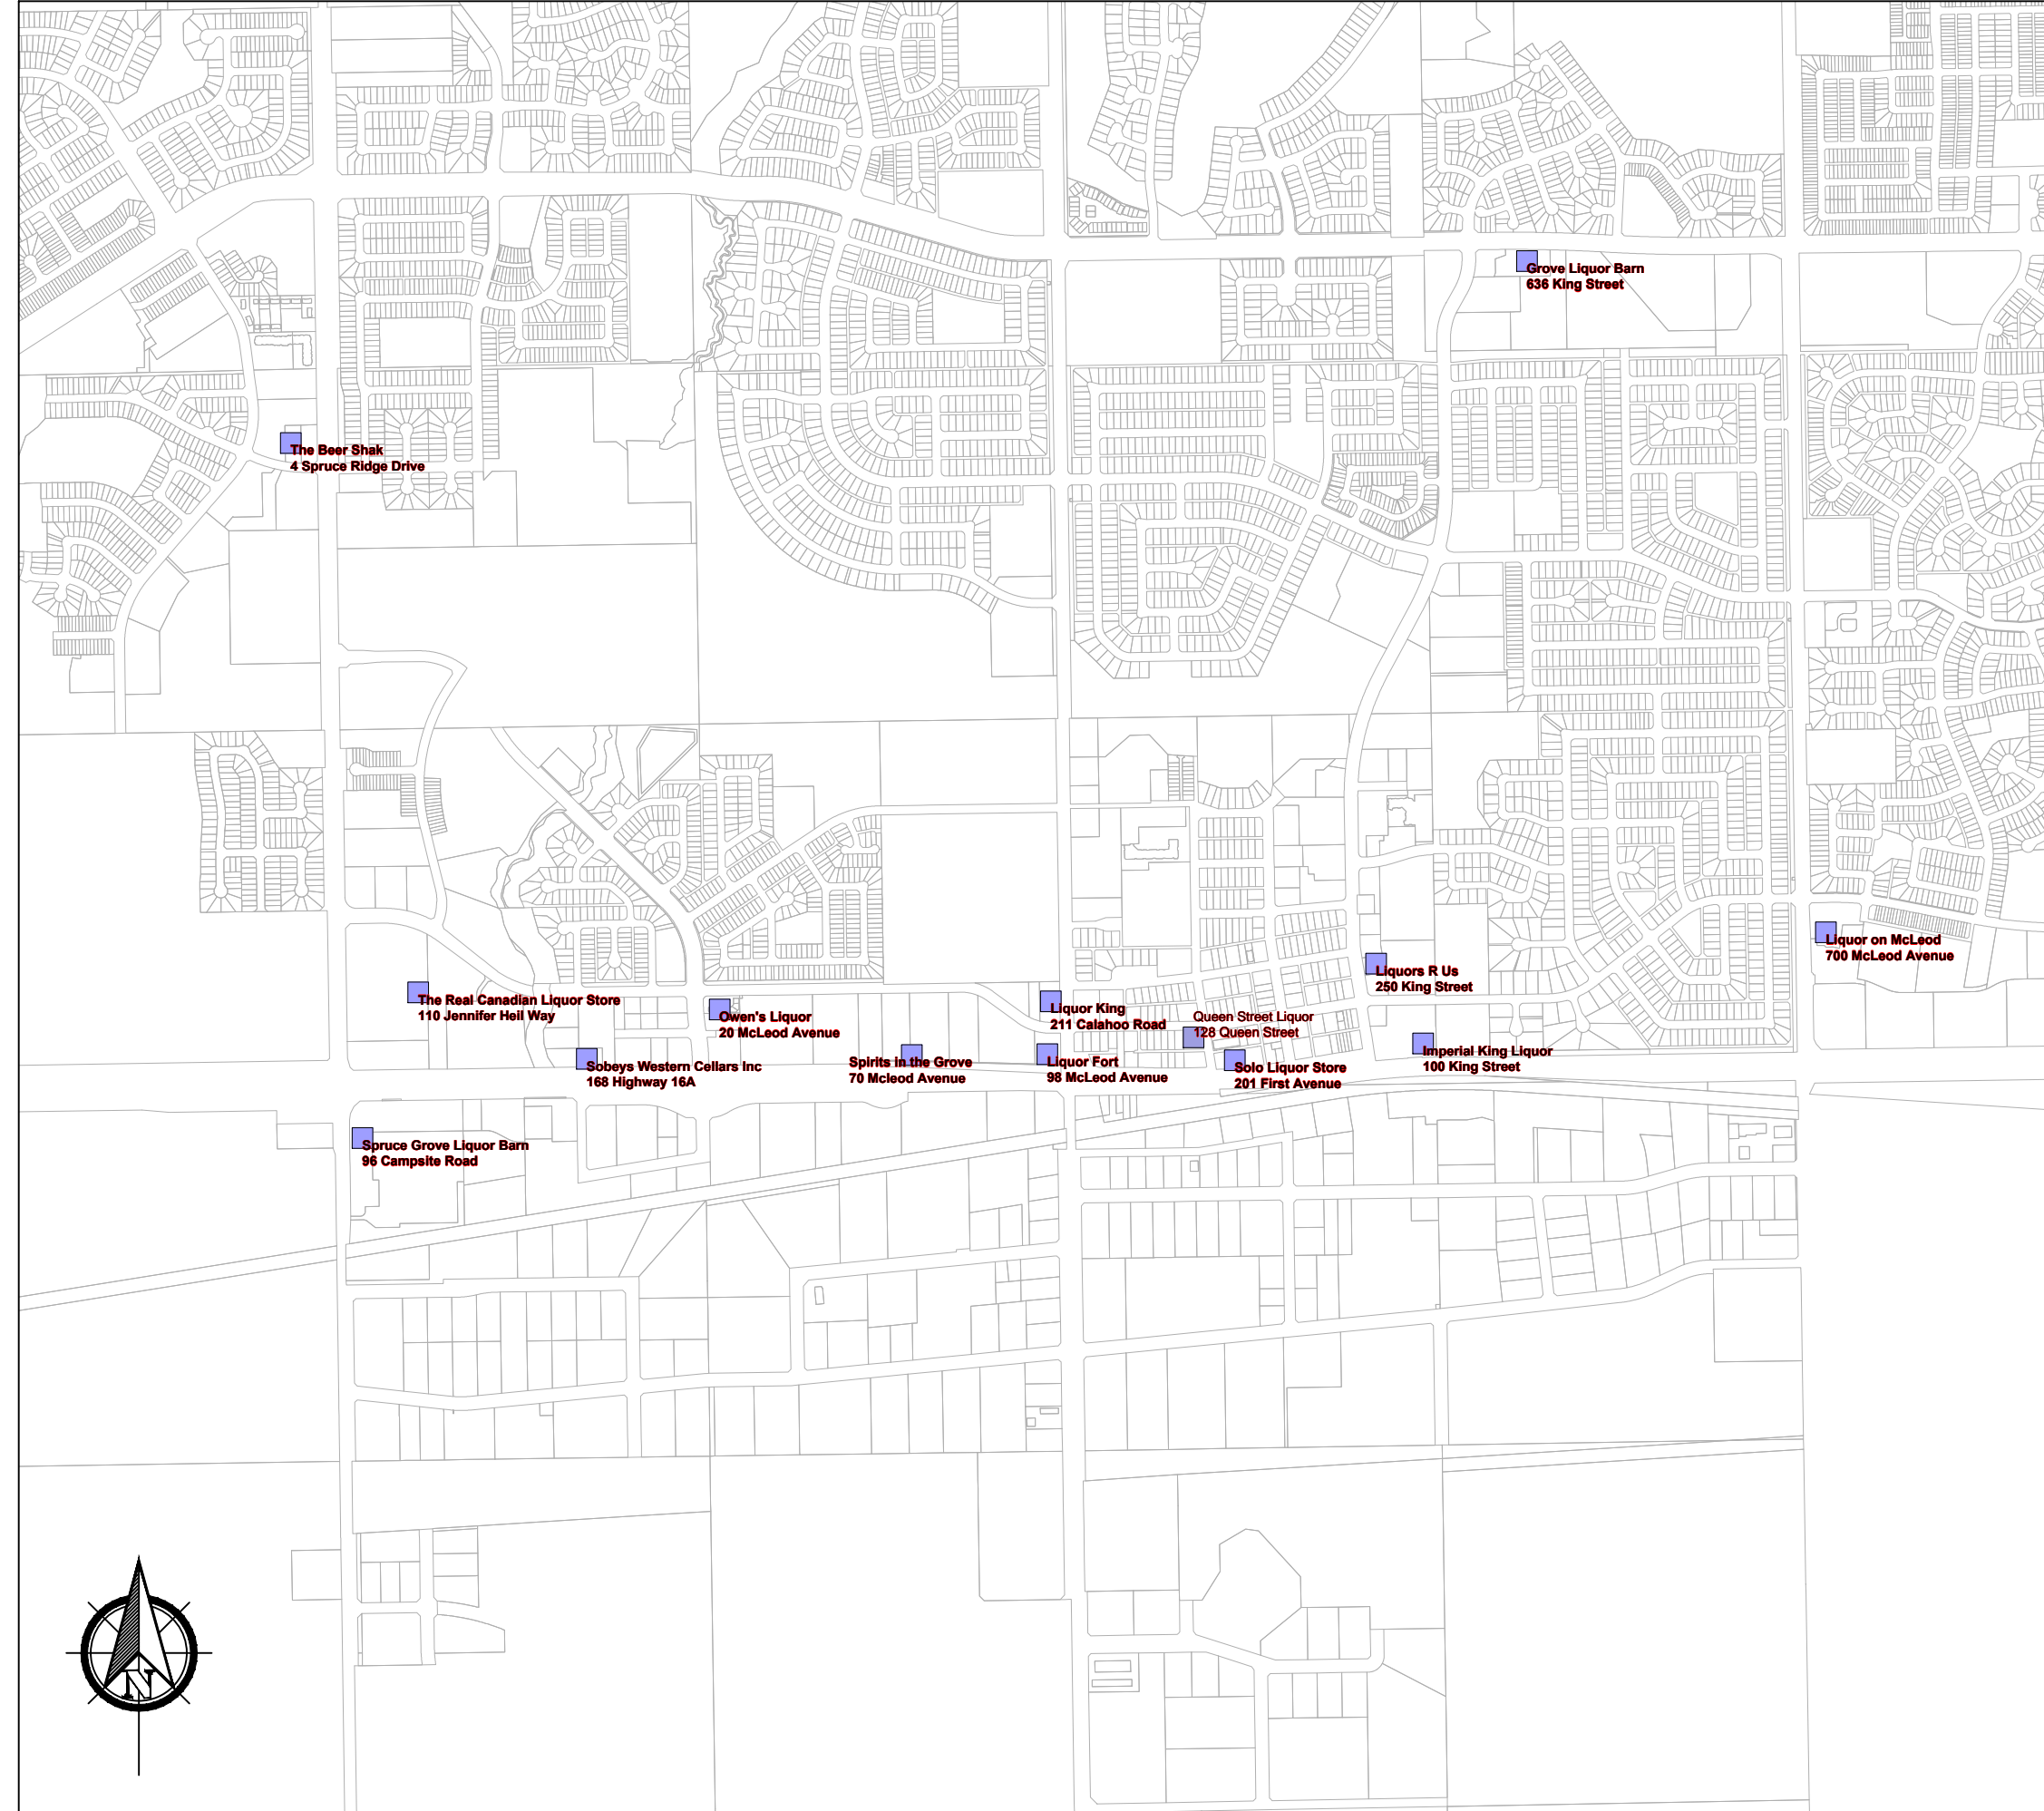 Grove Liquor Barn
636 King Street
The Beer Shak
4 Spruce Ridge Drive
Liquor on McLeod
700 McLeod Avenue
Liquors R Us
250 King Street
The Real Canadian Liquor Store
110 Jennifer Heil Way
Owen's Liquor
20 McLeod Avenue
Liquor King
211 Calahoo Road
Queen Street Liquor
128 Queen Street
Sobeys Western Cellars Inc
168 Highway 16A
Spirits in the Grove
70 Mcleod Avenue
Liquor Fort
98 McLeod Avenue
Solo Liquor Store
201 First Avenue
Imperial King Liquor
100 King Street
Spruce Grove Liquor Barn
96 Campsite Road
N